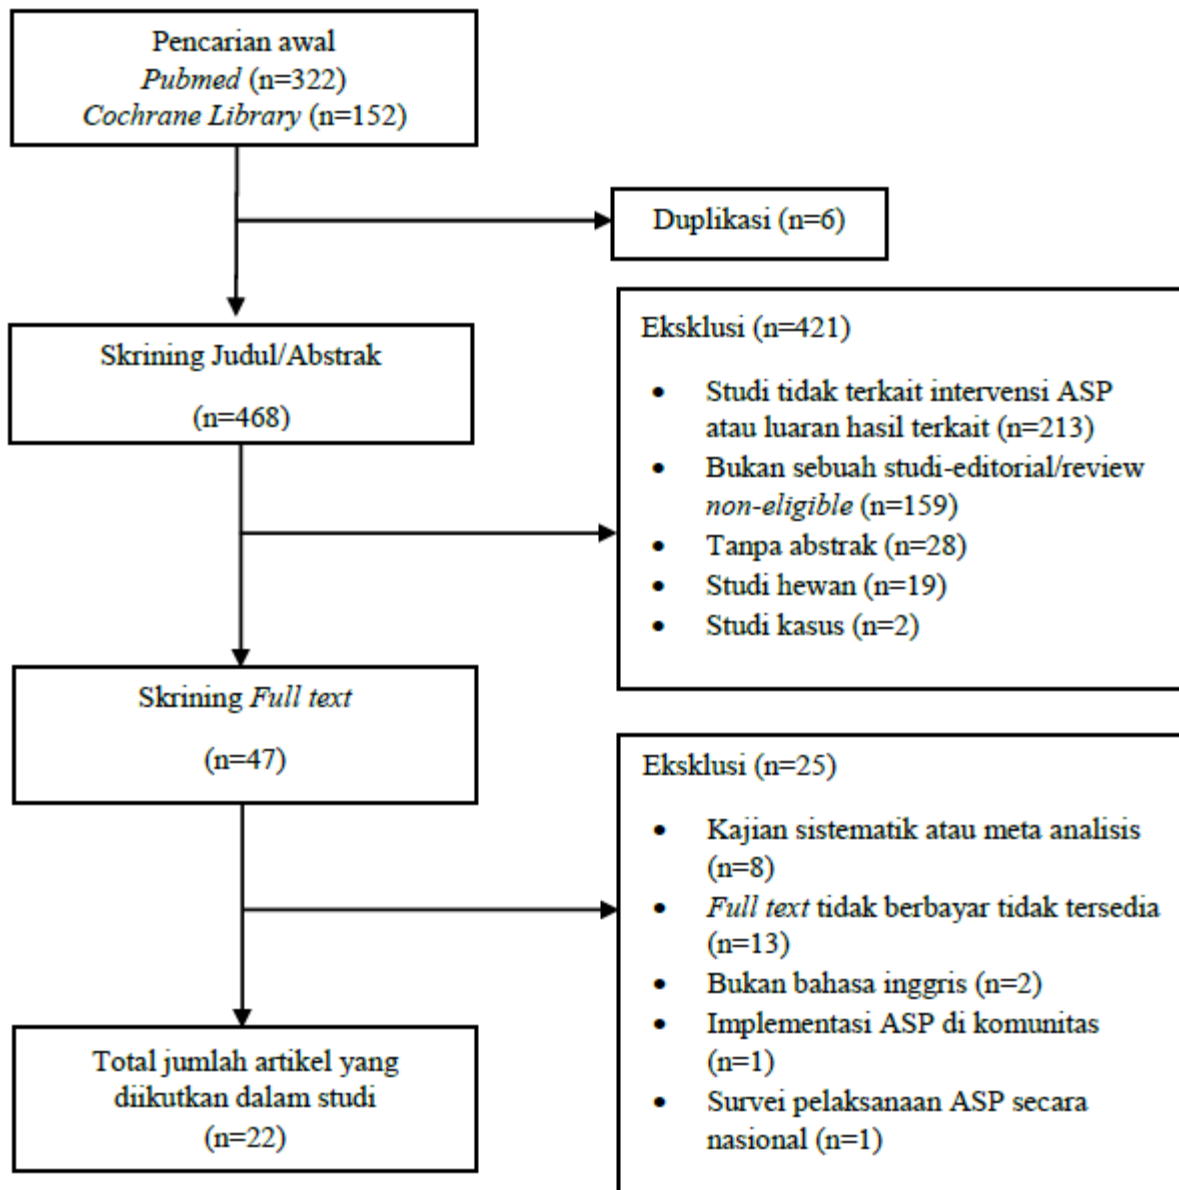 Pencarian awal
Pubmed (n=322)
Cochrane Library (n=152)
Duplikasi (n=6)
Skrining Judul/Abstrak
(n=468)
Eksklusi (n=421)
• Studi tidak terkait intervensi ASP
atau luaran hasil terkait (n=213)
• Bukan sebuah studi-editorial/review
non-eligible (n=159)
• Tanpa abstrak (n=28)
• Studi hewan (n=19)
• Studi kasus (n=2)
Skrining Full text
(n=47)
Eksklusi (n=25)
• Kajian sistematik atau meta analisis
(n=8)
• Full text tidak berbayar tidak tersedia
(n=13)
• Bukan bahasa inggris (n=2)
• Implementasi ASP di komunitas
(n=1)
• Survei pelaksanaan ASP secara
nasional (n=1)
Total jumlah artikel yang
diikutkan dalam studi
(n=22)